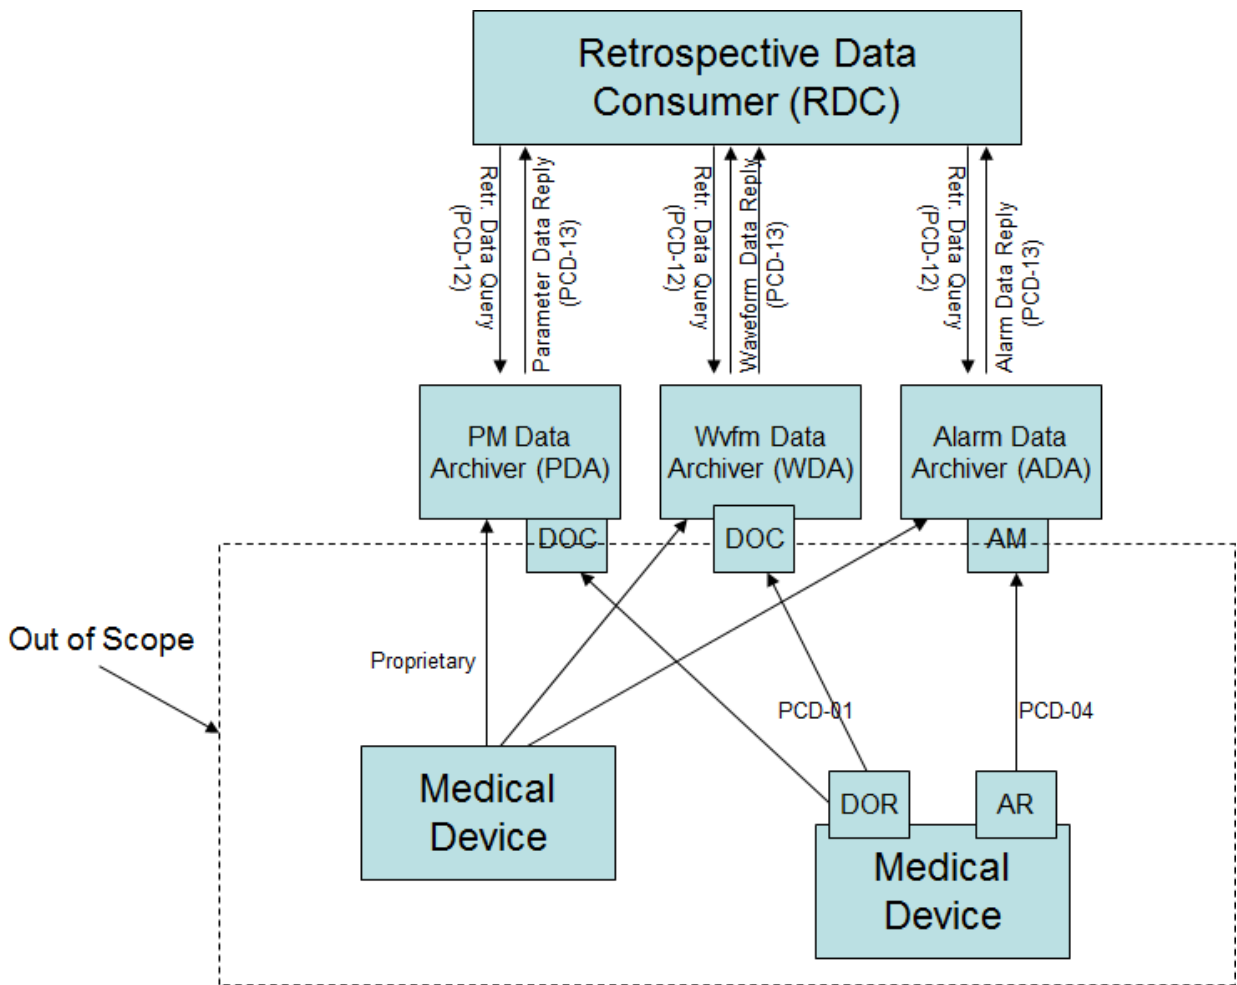 Retrospective Data
Consumer (RDC)
Retr. Data Query
(PCD-12)
Parameter Data Reply
(PCD-13)
Retr. Data Query
(PCD-12)
Waveform Data Reply
(PCD-13)
Retr. Data Query
(PCD-12)
Alarm Data Reply
(PCD-13)
PM Data
Archiver (PDA)
Wvfm Data
Archiver (WDA)
Alarm Data
Archiver (ADA)
DOC
DOC
AM
Out of Scope
Proprietary
PCD-01
PCD-04
Medical
Device
DOR
AR
Medical
Device